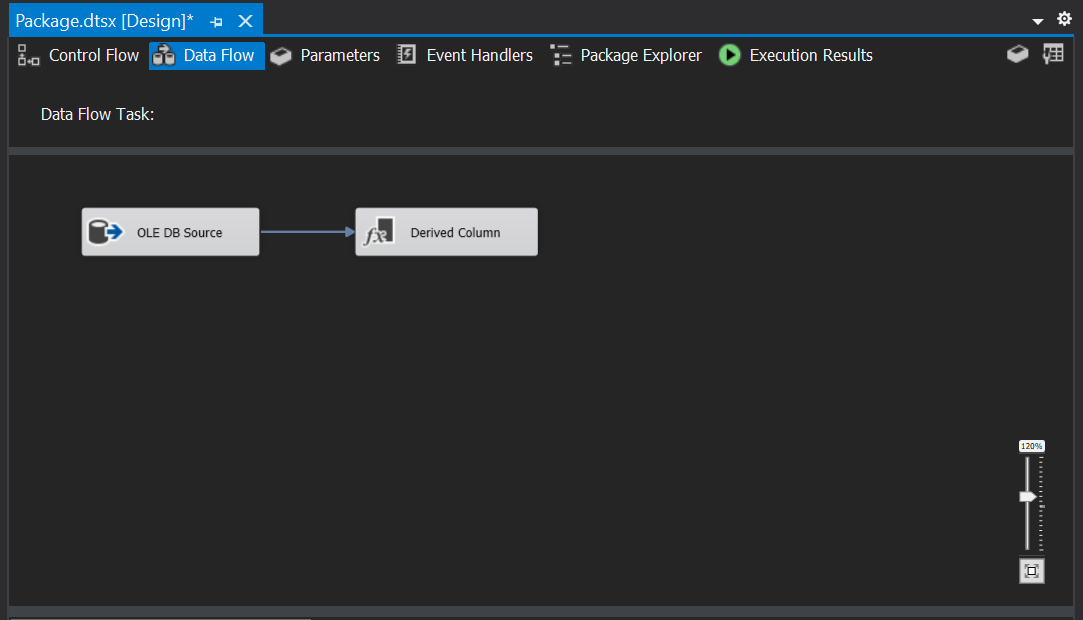 Package.dtsx [Design]*
Control Flow Data Flow Parameters Event Handlers Package Explorer Execution Results
Data Flow Task:
OLE DB Source fx Derived Column
120%